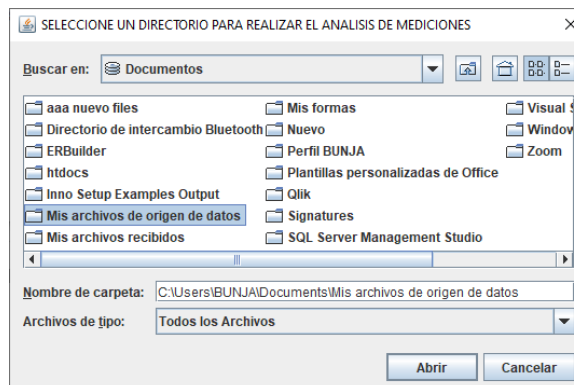 SELECCIONE UN DIRECTORIO PARA REALIZAR EL ANALISIS DE MEDICIONES
Buscar en: Documentos
aaa nuevo files
Directorio de intercambio Bluetooth
ERBuilder
htdocs
Inno Setup Examples Output
Mis archivos de origen de datos
Mis archivos recibidos
Mis formas
Nuevo
Perfil BUNJA
Plantillas personalizadas de Office
Qlik
Signatures
SQL Server Management Studio
Visual S
Window
Zoom
Nombre de carpeta: C:\Users\BUNJA\Documents\Mis archivos de origen de datos
Archivos de tipo: Todos los Archivos
Abrir Cancelar